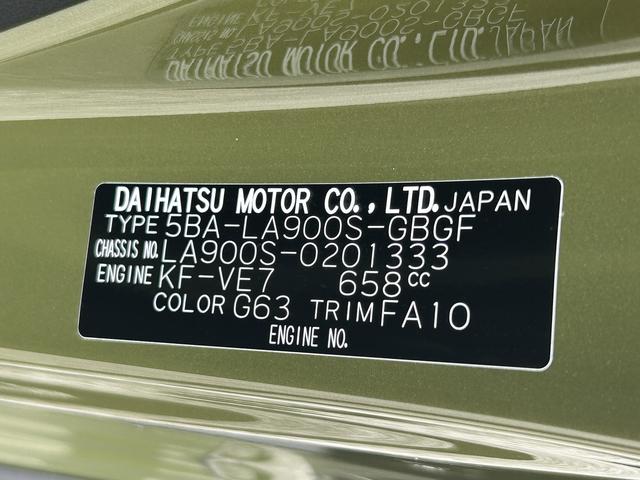 DAIHATSU MOTOR CO., LTD. JAPAN
TYPE 5BA-LA900S-GBGF
CHASSIS NO. LA900S-0201333
ENGINE KF-VE7 658cc
COLOR G63 TRIM FA10
ENGINE NO.